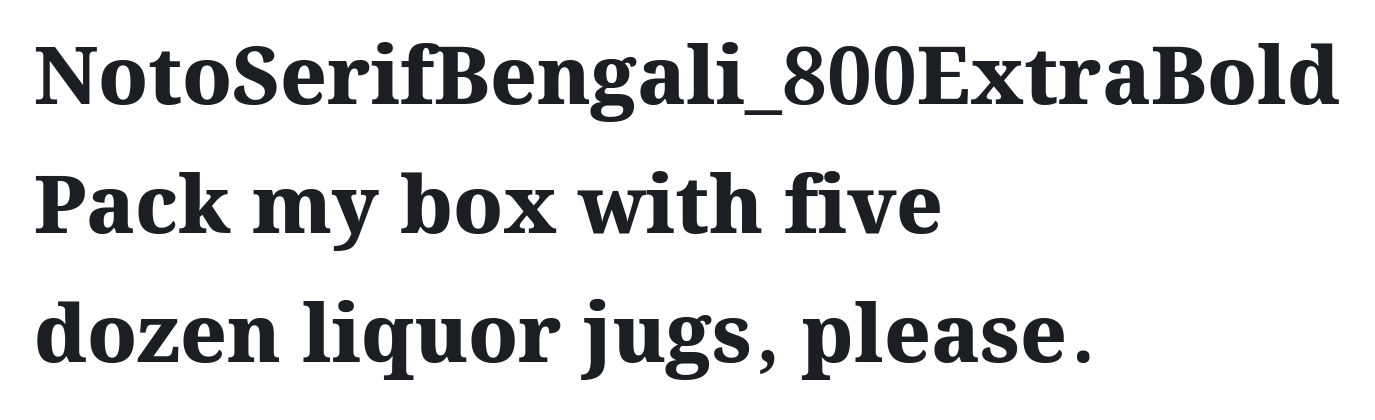 NotoSerifBengali_800ExtraBold
Pack my box with five
dozen liquor jugs, please.